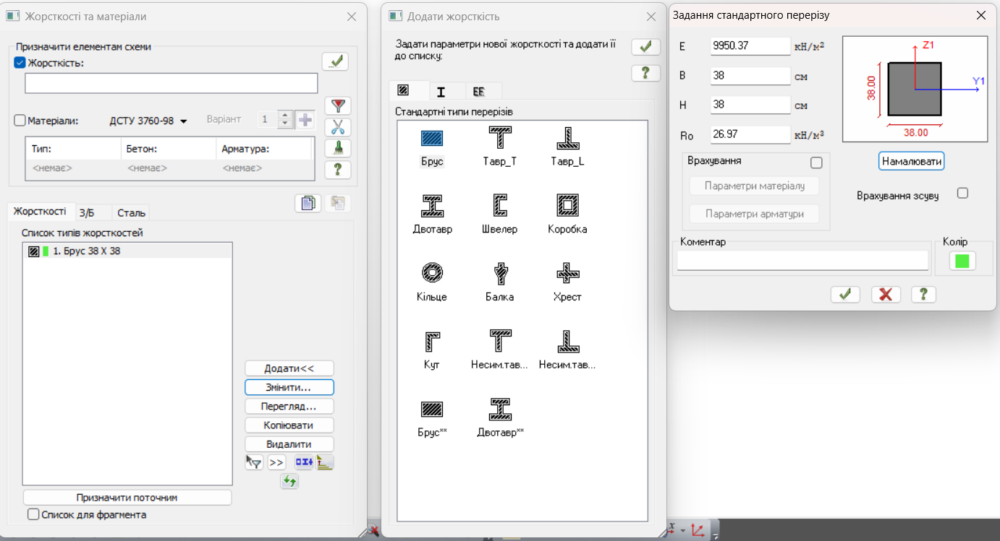 Жорсткості та матеріали
Призначити елементам схеми
Жорсткість:
Матеріали:
ДСТУ 3760-98
Варіант
1
Тип:
Бетон:
Арматура:
<немає>
<немає>
<немає>
Жорсткості
З/Б
Сталь
Список типів жорсткостей
1. Брус 38 X 38
Додати<<
Змінити...
Перегляд...
Копіювати
Видалити
>>
Призначити поточним
Список для фрагмента
Додати жорсткість
Задати параметри нової жорсткості та додати її
до списку:
Стандартні типи перерізів
Брус
Тавр_Т
Тавр_L
Двотавр
Швелер
Коробка
Кільце
Балка
Хрест
Кут
Несим.тав...
Несим.тав...
Брус**
Двотавр**
Задання стандартного перерізу
E
9950.37
кН/м²
B
38
см
H
38
см
Ro
26.97
кН/м³
Z1
Y1
38.00
38.00
Врахування
Параметри матеріалу
Параметри арматури
Намалювати
Врахування зсуву
Коментар
Колір